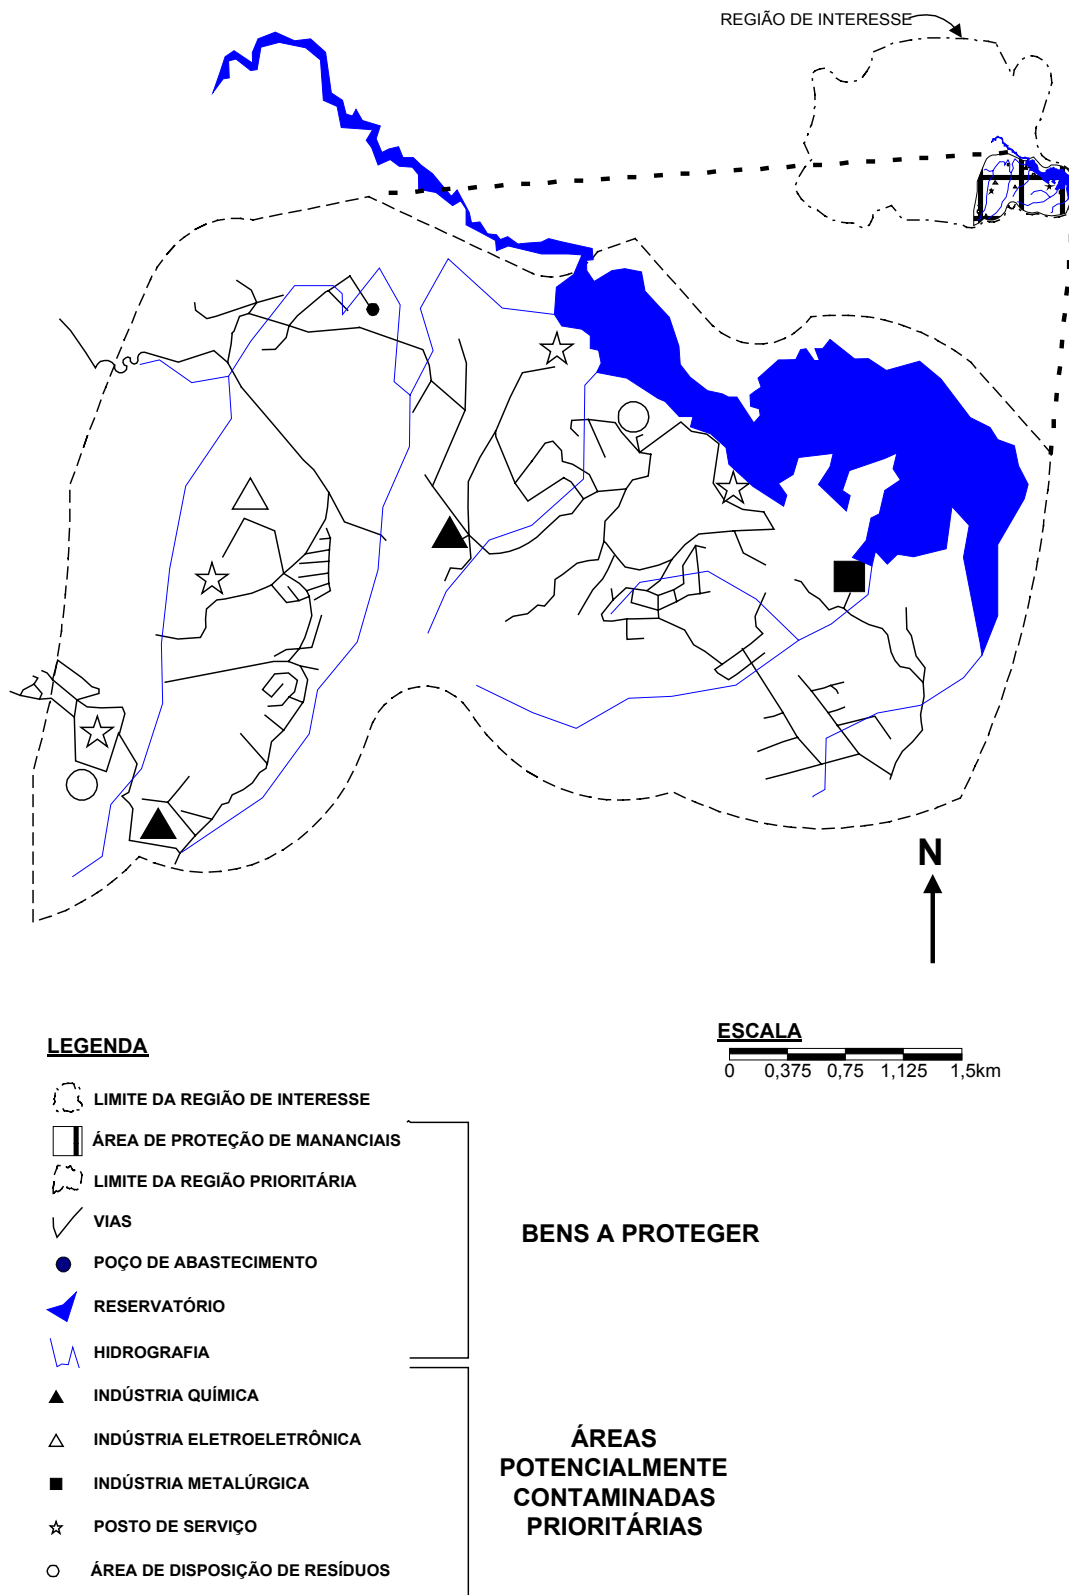 REGIÃO DE INTERESSE
N
ESCALA
0 0,375 0,75 1,125 1,5km
LEGENDA
LIMITE DA REGIÃO DE INTERESSE
ÁREA DE PROTEÇÃO DE MANANCIAIS
LIMITE DA REGIÃO PRIORITÁRIA
VIAS
POÇO DE ABASTECIMENTO
RESERVATÓRIO
HIDROGRAFIA
BENS A PROTEGER
INDÚSTRIA QUÍMICA
INDÚSTRIA ELETROELETRÔNICA
INDÚSTRIA METALÚRGICA
POSTO DE SERVIÇO
ÁREA DE DISPOSIÇÃO DE RESÍDUOS
ÁREAS
POTENCIALMENTE
CONTAMINADAS
PRIORITÁRIAS